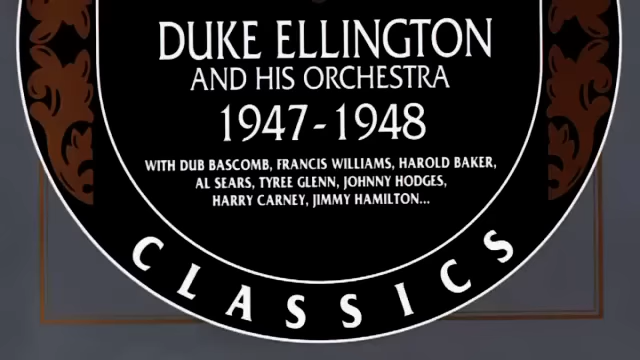 DUKE ELLINGTON
AND HIS ORCHESTRA
1947-1948
WITH DUB BASCOMB, FRANCIS WILLIAMS, HAROLD BAKER,
AL SEARS, TYREE GLENN, JOHNNY HODGES,
HARRY CARNEY, JIMMY HAMILTON...
CLASSICS